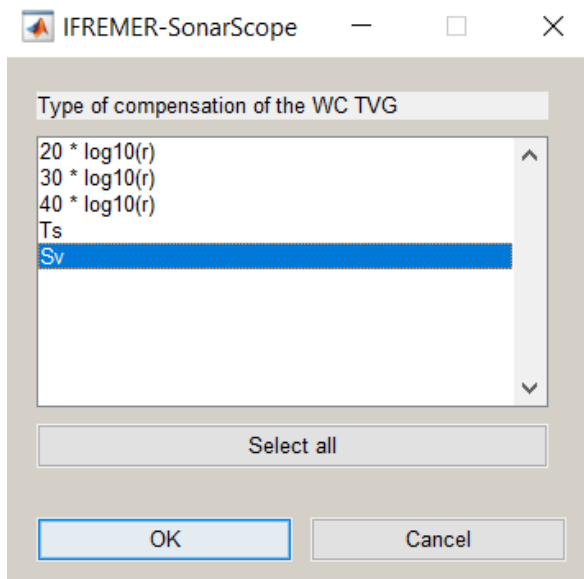 IFREMER-SonarScope
Type of compensation of the WC TVG
20 * log10(r)
30 * log10(r)
40 * log10(r)
Ts
Sv
Select all
OK
Cancel